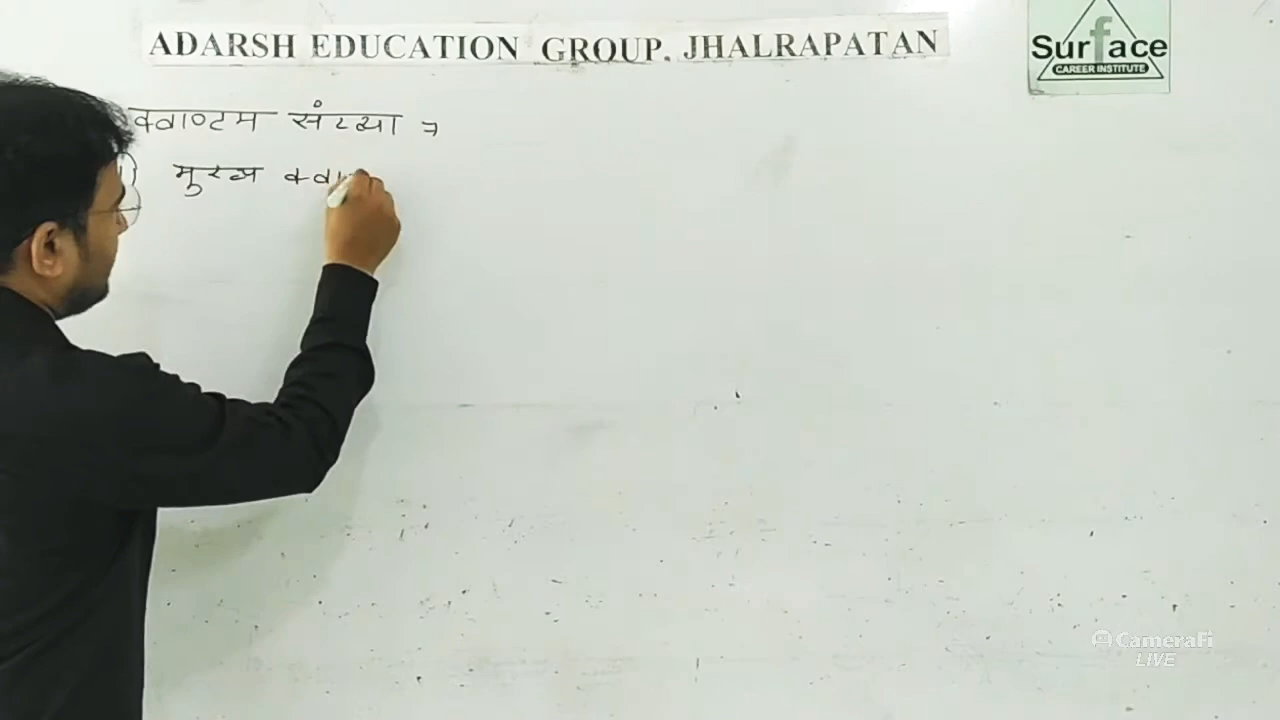 ADARSH EDUCATION GROUP. JHALRAPATAN
Surface
CAREER INSTITUTE
क्वाण्टम संख्या ⇒
मुख्य क्वा
CameraFi
LIVE